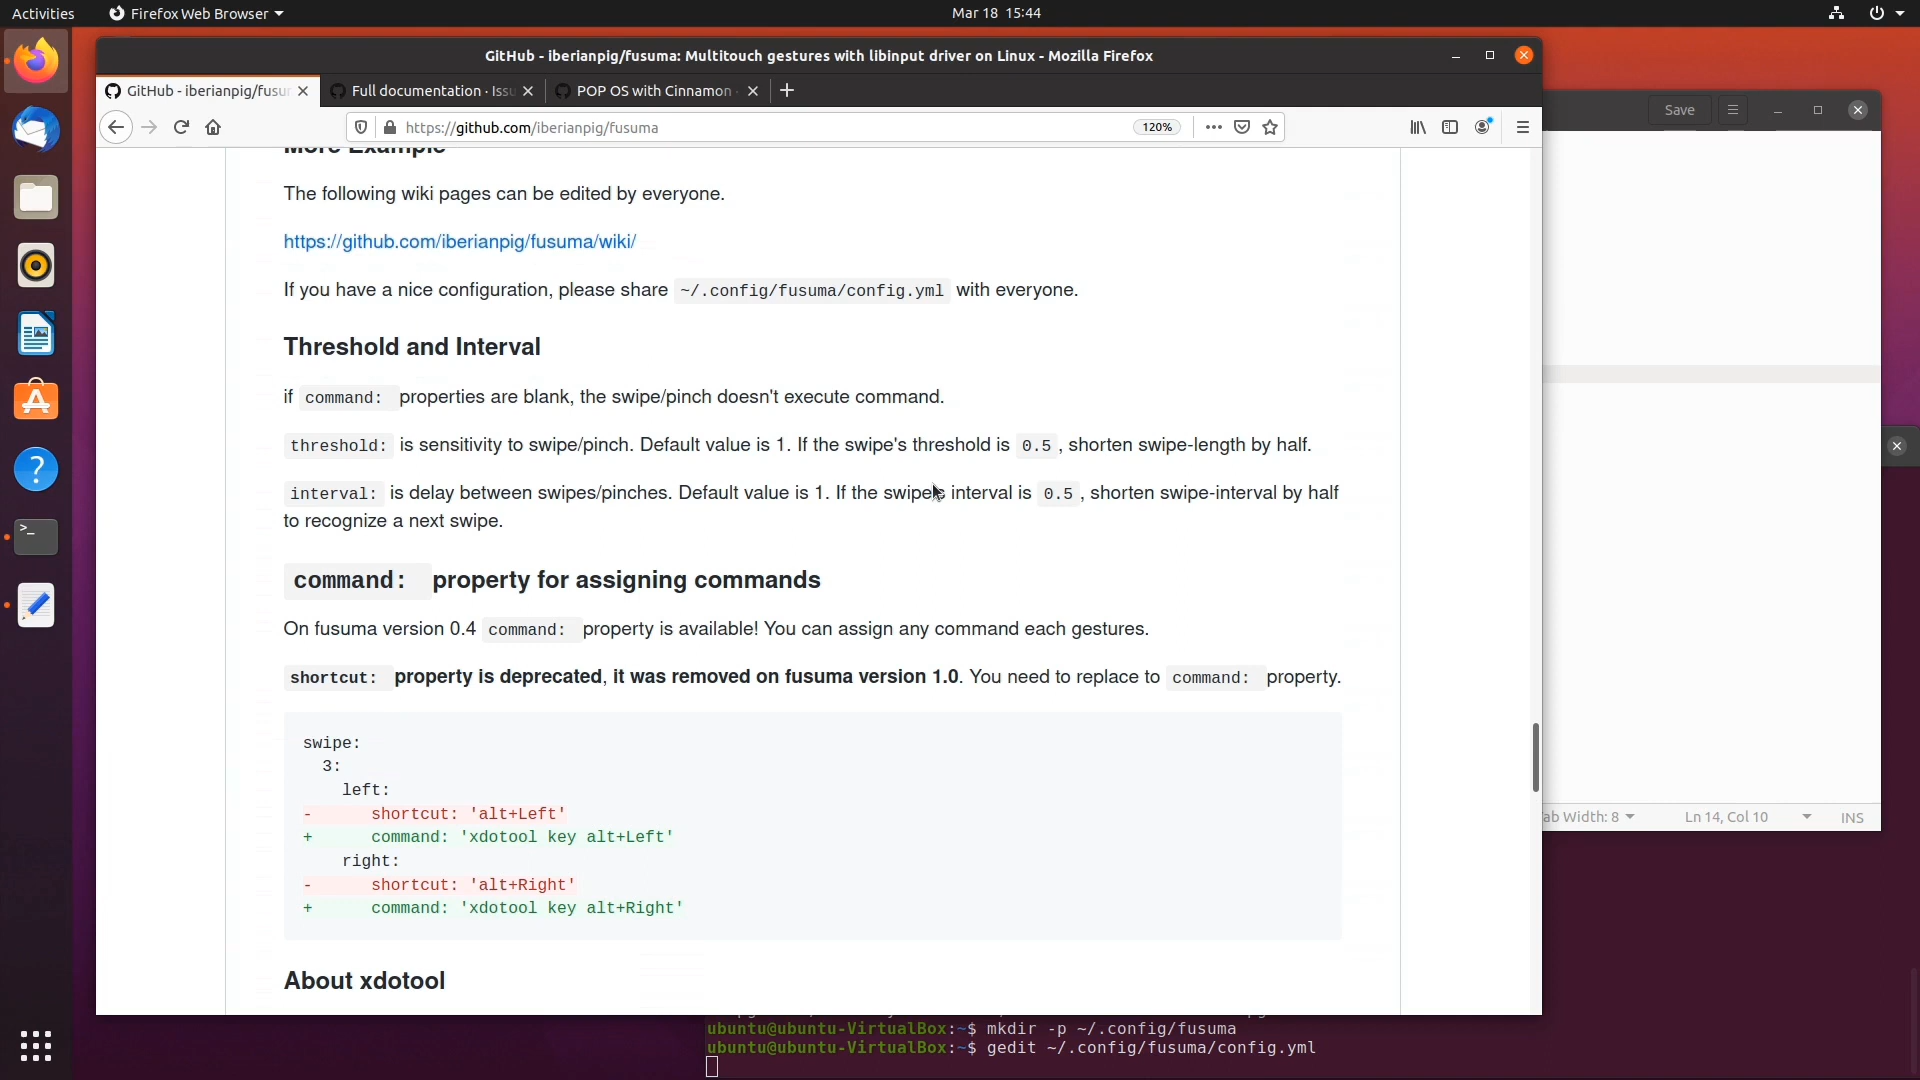 Activities
Firefox Web Browser
Mar 18 15:44
GitHub - iberianpig/fusuma: Multitouch gestures with libinput driver on Linux - Mozilla Firefox
GitHub - iberianpig/fusum
Full documentation · Issu
POP OS with Cinnamon
https://github.com/iberianpig/fusuma
120%
Save
More Example
The following wiki pages can be edited by everyone.
https://github.com/iberianpig/fusuma/wiki/
If you have a nice configuration, please share ~/.config/fusuma/config.yml with everyone.
Threshold and Interval
if command: properties are blank, the swipe/pinch doesn't execute command.
threshold: is sensitivity to swipe/pinch. Default value is 1. If the swipe's threshold is 0.5, shorten swipe-length by half.
interval: is delay between swipes/pinches. Default value is 1. If the swipe's interval is 0.5, shorten swipe-interval by half
to recognize a next swipe.
command: property for assigning commands
On fusuma version 0.4 command: property is available! You can assign any command each gestures.
shortcut: property is deprecated, it was removed on fusuma version 1.0. You need to replace to command: property.
swipe:
3:
left:
- shortcut: 'alt+Left'
+ command: 'xdotool key alt+Left'
right:
- shortcut: 'alt+Right'
+ command: 'xdotool key alt+Right'
About xdotool
ab Width: 8
Ln 14, Col 10
INS
ubuntu@ubuntu-VirtualBox:~$ mkdir -p ~/.config/fusuma
ubuntu@ubuntu-VirtualBox:~$ gedit ~/.config/fusuma/config.yml